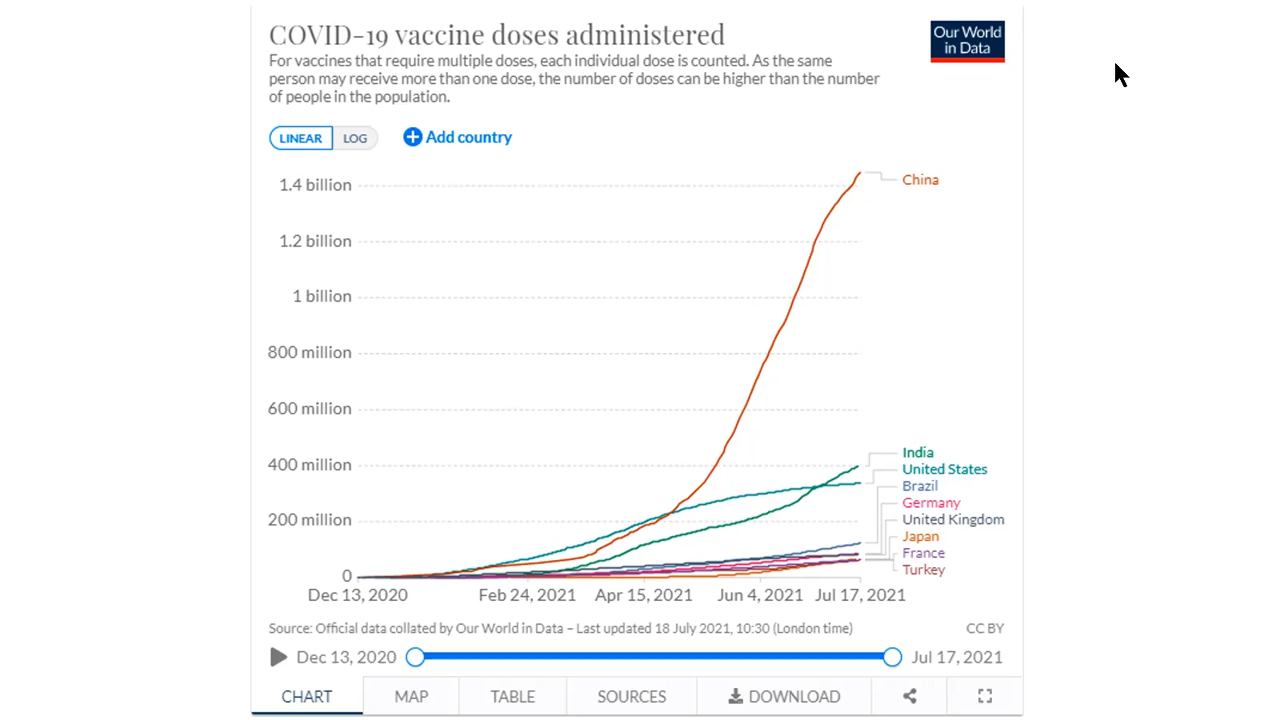 COVID-19 vaccine doses administered
Our World
in Data
For vaccines that require multiple doses, each individual dose is counted. As the same
person may receive more than one dose, the number of doses can be higher than the number
of people in the population.
LINEAR LOG Add country
1.4 billion
China
1.2 billion
1 billion
800 million
600 million
400 million
200 million
0
India
United States
Brazil
Germany
United Kingdom
Japan
France
Turkey
Dec 13, 2020 Feb 24, 2021 Apr 15, 2021 Jun 4, 2021 Jul 17, 2021
Source: Official data collated by Our World in Data – Last updated 18 July 2021, 10:30 (London time) CC BY
Dec 13, 2020 Jul 17, 2021
CHART MAP TABLE SOURCES DOWNLOAD